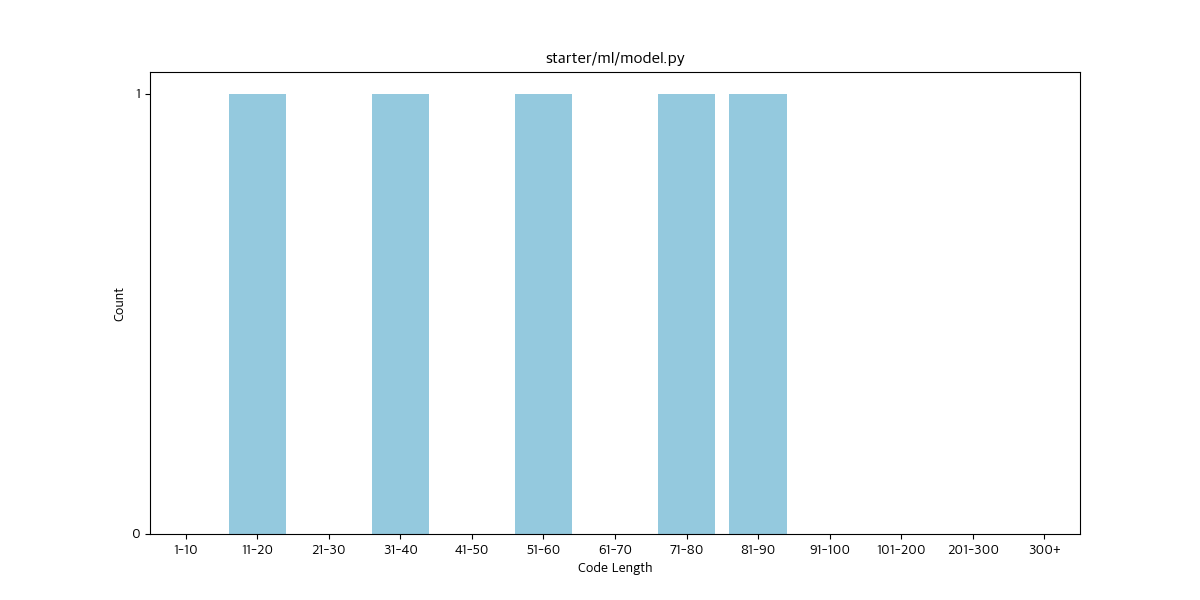 starter/ml/model.py
1
0
Count
1-10 11-20 21-30 31-40 41-50 51-60 61-70 71-80 81-90 91-100 101-200 201-300 300+
Code Length